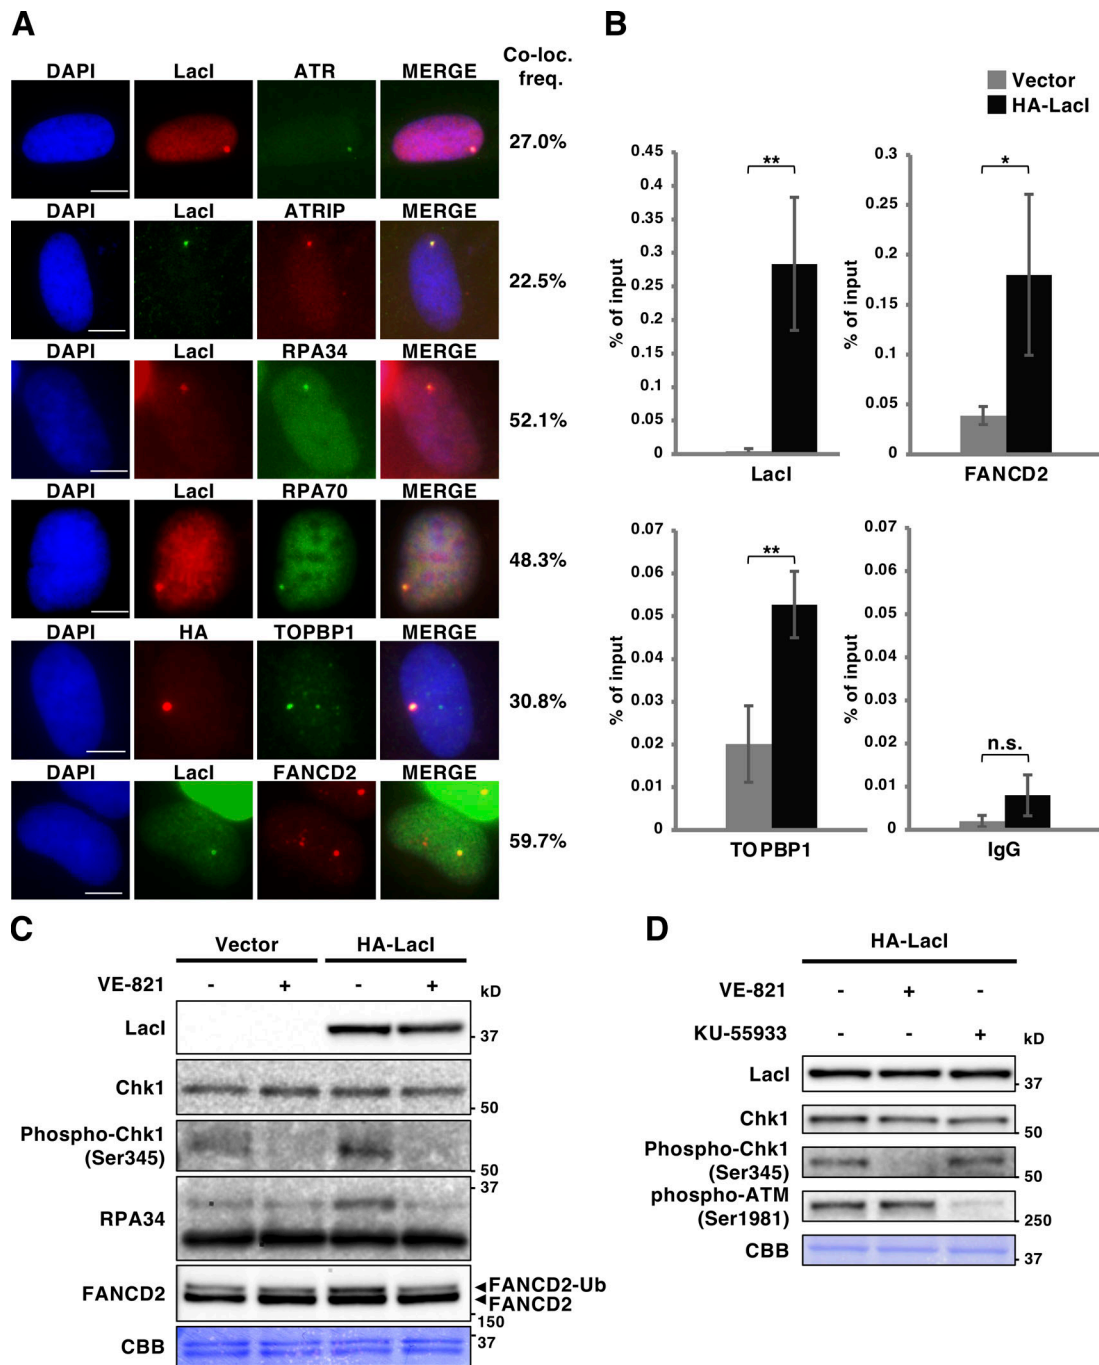 A
Co-loc.
freq.
DAPI LacI ATR MERGE
27.0%
DAPI LacI ATRIP MERGE
22.5%
DAPI LacI RPA34 MERGE
52.1%
DAPI LacI RPA70 MERGE
48.3%
DAPI HA TOPBP1 MERGE
30.8%
DAPI LacI FANCD2 MERGE
59.7%
B
Vector
HA-LacI
0.45
0.4
0.35
0.3
0.25
0.2
0.15
0.1
0.05
0
% of input
**
LacI
0.3
0.25
0.2
0.15
0.1
0.05
0
% of input
*
FANCD2
0.07
0.06
0.05
0.04
0.03
0.02
0.01
0
% of input
**
TOPBP1
0.07
0.06
0.05
0.04
0.03
0.02
0.01
0
% of input
n.s.
IgG
C
Vector HA-LacI
VE-821 - + - + kD
LacI 37
Chk1 50
Phospho-Chk1
(Ser345) 50
37
RPA34
FANCD2 FANCD2-Ub
FANCD2
150
CBB 37
D
HA-LacI
VE-821 - + -
KU-55933 - - + kD
LacI 37
Chk1 50
Phospho-Chk1
(Ser345) 50
phospho-ATM
(Ser1981) 250
CBB 37